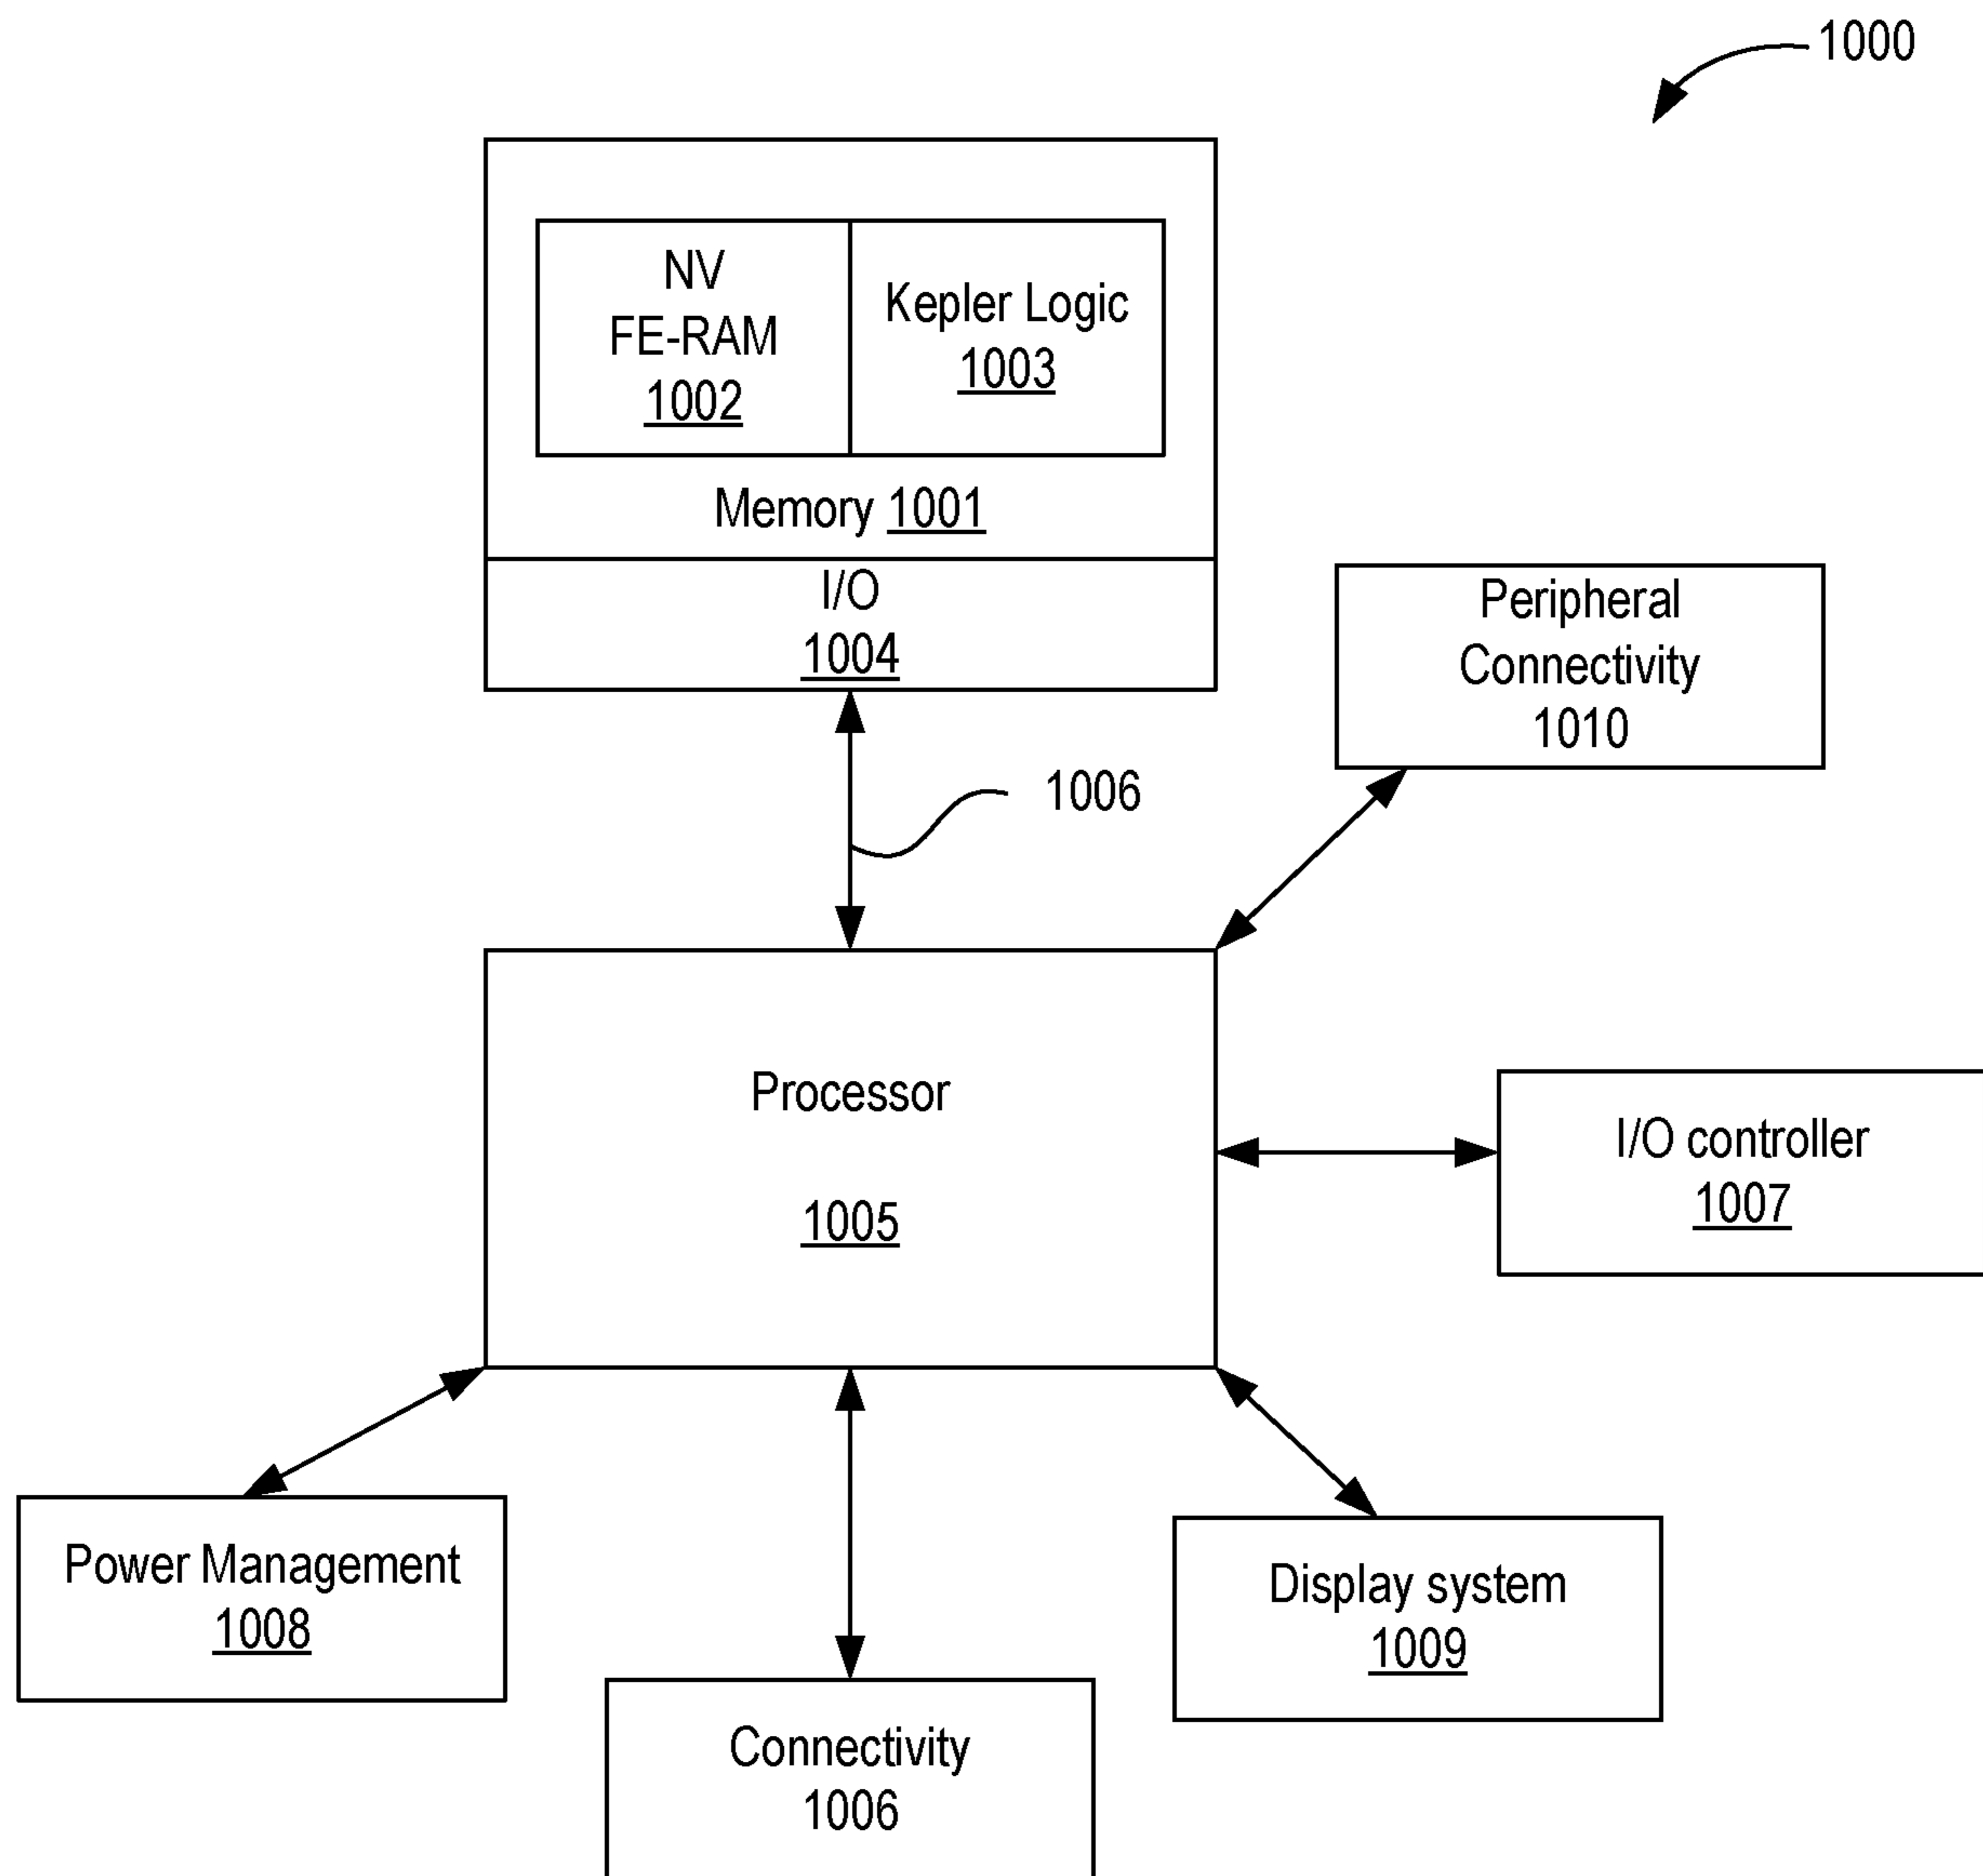 1000
NV
FE-RAM
1002
Kepler Logic
1003
Memory 1001
I/O
1004
Peripheral
Connectivity
1010
1006
Processor
1005
I/O controller
1007
Power Management
1008
Display system
1009
Connectivity
1006